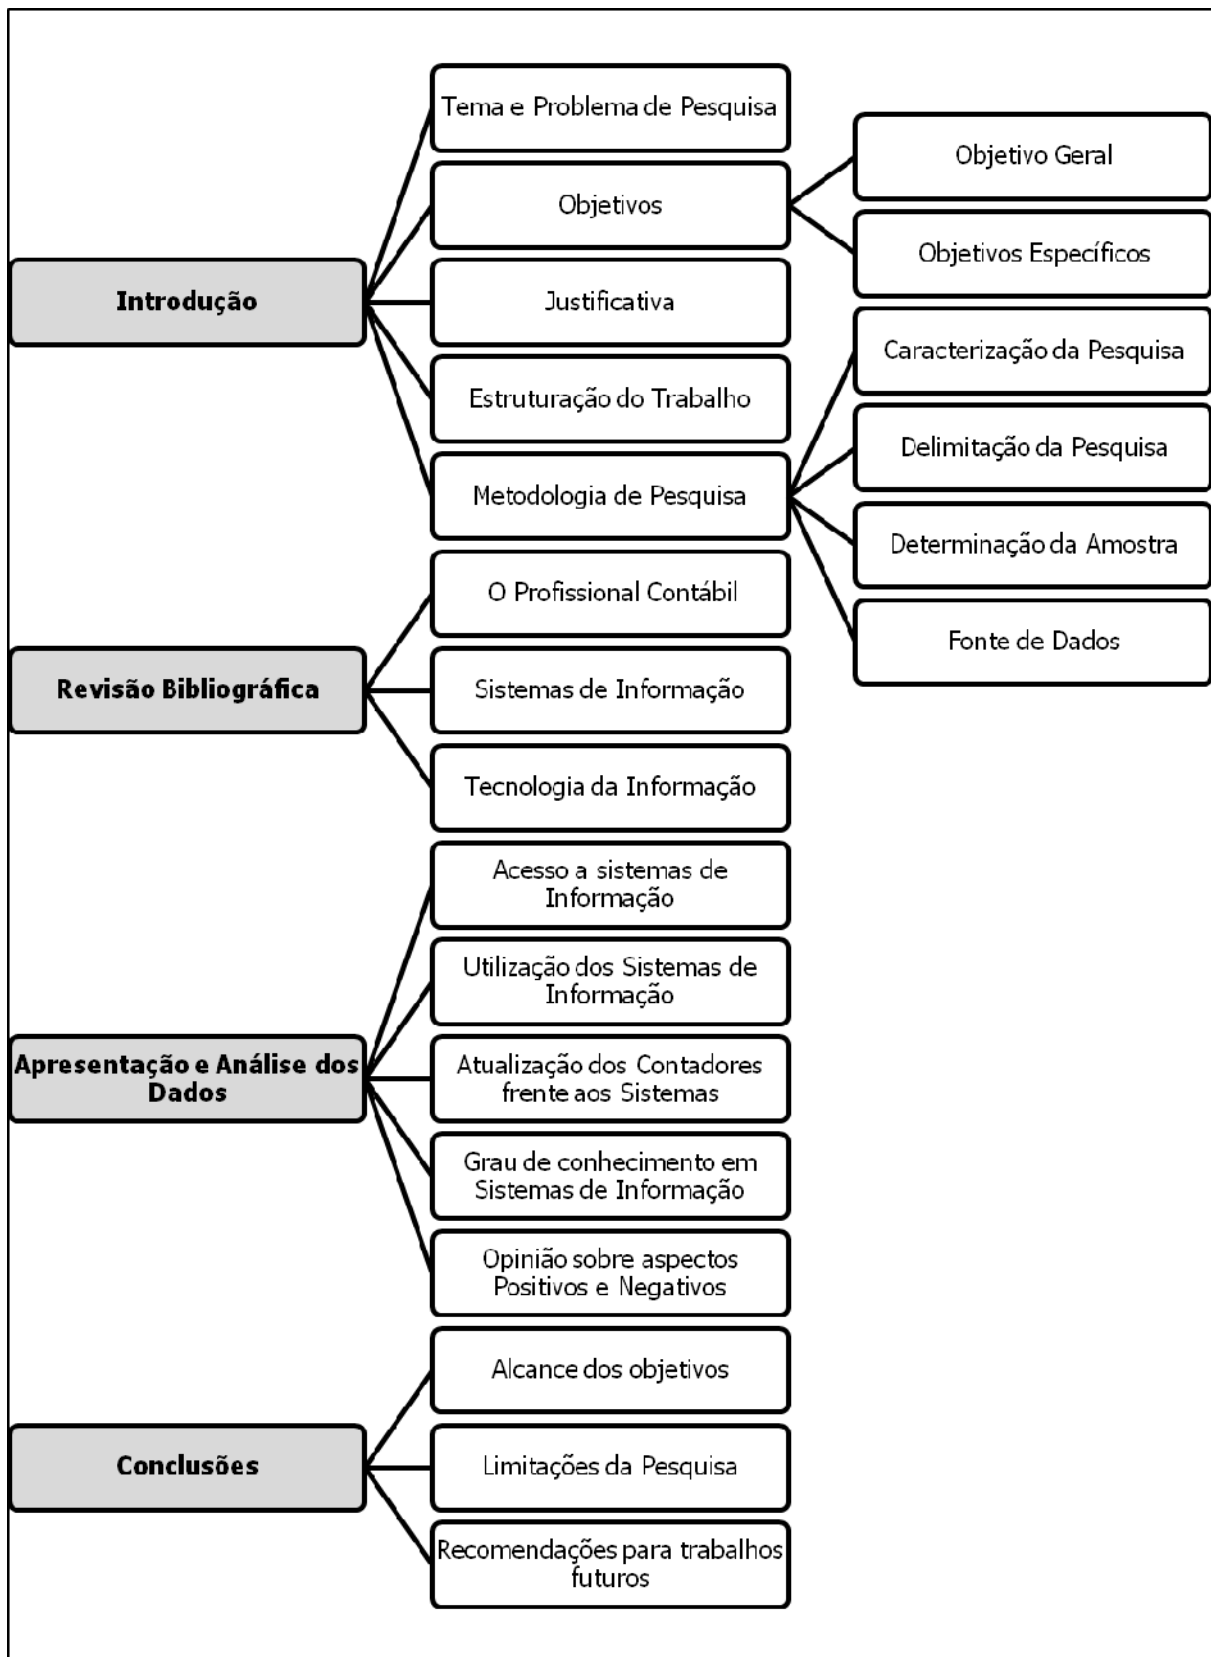 Introdução
Tema e Problema de Pesquisa
Objetivos
Objetivo Geral
Objetivos Específicos
Justificativa
Estruturação do Trabalho
Metodologia de Pesquisa
Caracterização da Pesquisa
Delimitação da Pesquisa
Determinação da Amostra
Fonte de Dados
Revisão Bibliográfica
O Profissional Contábil
Sistemas de Informação
Tecnologia da Informação
Apresentação e Análise dos
Dados
Acesso a sistemas de
Informação
Utilização dos Sistemas de
Informação
Atualização dos Contadores
frente aos Sistemas
Grau de conhecimento em
Sistemas de Informação
Opinião sobre aspectos
Positivos e Negativos
Conclusões
Alcance dos objetivos
Limitações da Pesquisa
Recomendações para trabalhos
futuros